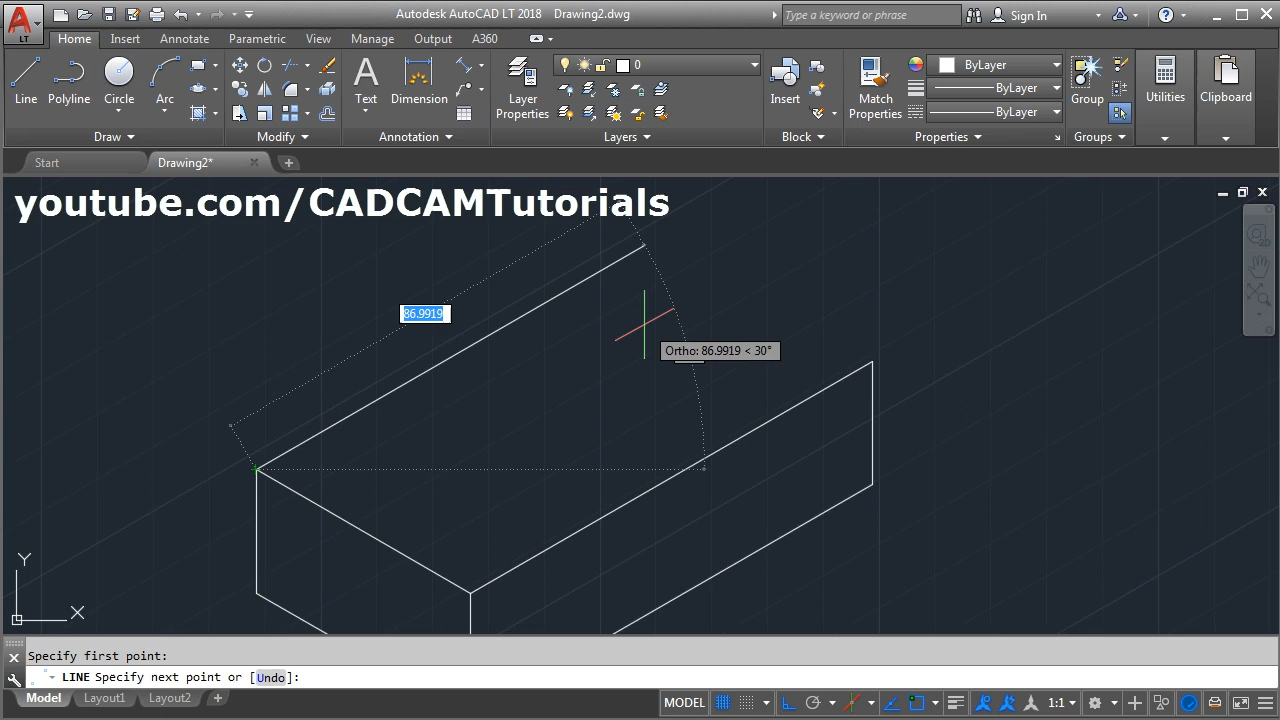 Autodesk AutoCAD LT 2018 Drawing2.dwg
Type a keyword or phrase
Sign In
LT
Home Insert Annotate Parametric View Manage Output A360
Line Polyline Circle Arc
Text Dimension
Layer Properties
0
Insert
Match Properties
ByLayer
ByLayer
ByLayer
Group
Utilities
Clipboard
Draw Modify Annotation Layers Block Properties Groups
Start Drawing2*
youtube.com/CADCAMTutorials
2D
86.9919
Ortho: 86.9919 < 30°
Y
X
Specify first point:
LINE Specify next point or [Undo]:
Model Layout1 Layout2
MODEL 1:1